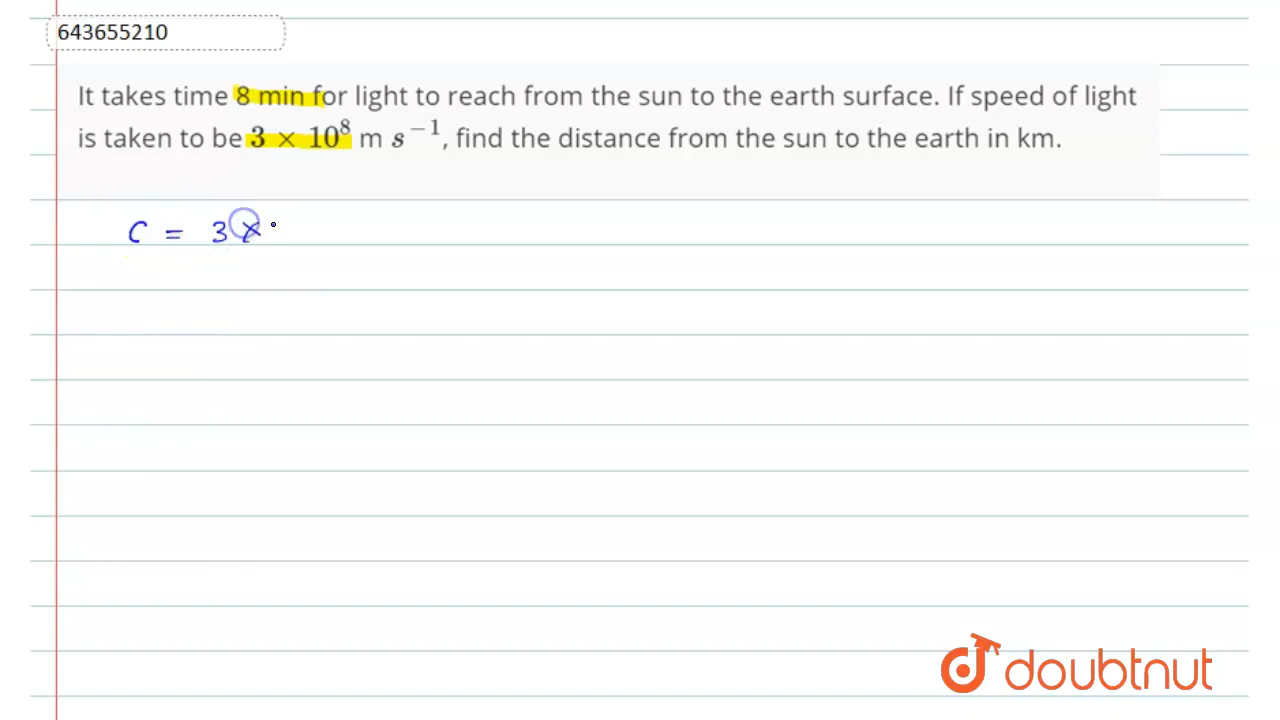 643655210
It takes time 8 min for light to reach from the sun to the earth surface. If speed of light
is taken to be 3 × 10⁸ m s⁻¹, find the distance from the sun to the earth in km.
C = 3 ×
doubtnut